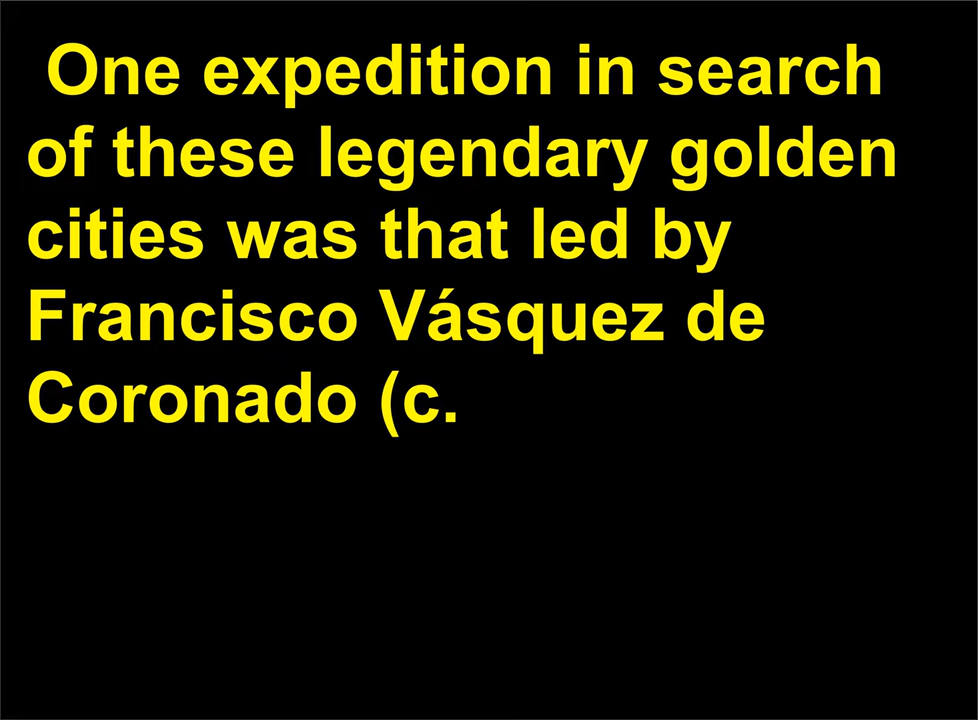 One expedition in search
of these legendary golden
cities was that led by
Francisco Vásquez de
Coronado (c.